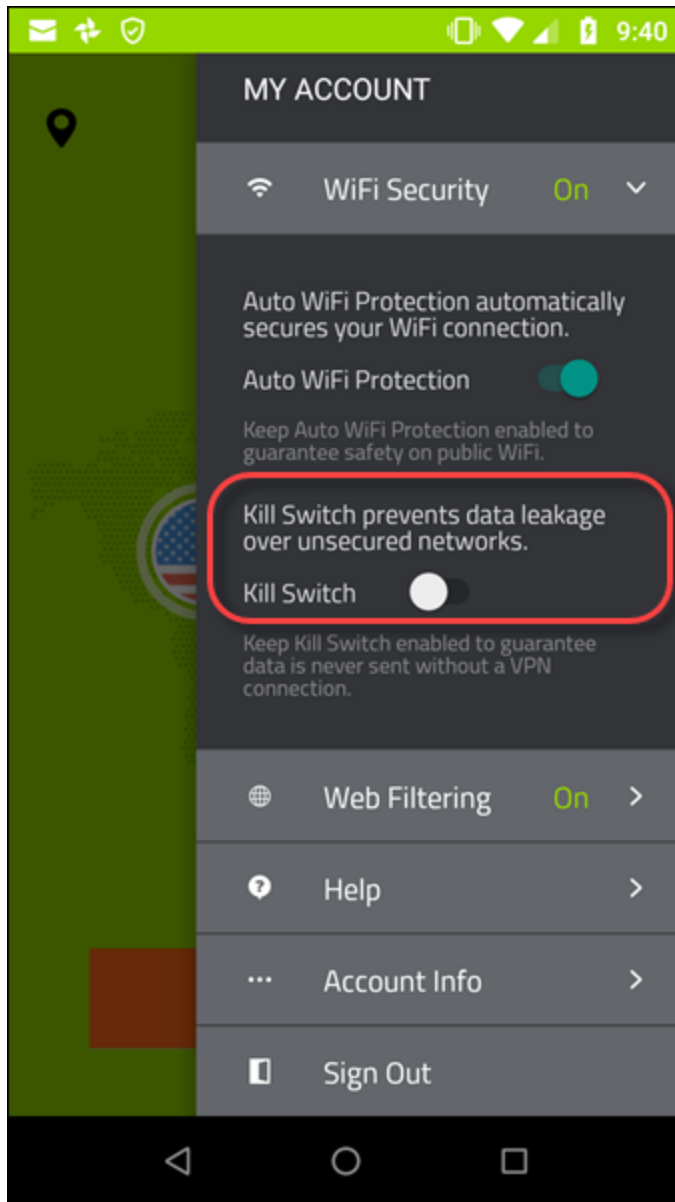 9:40
MY ACCOUNT
WiFi Security On
Auto WiFi Protection automatically
secures your WiFi connection.
Auto WiFi Protection
Keep Auto WiFi Protection enabled to
guarantee safety on public WiFi.
Kill Switch prevents data leakage
over unsecured networks.
Kill Switch
Keep Kill Switch enabled to guarantee
data is never sent without a VPN
connection.
Web Filtering On
Help
Account Info
Sign Out